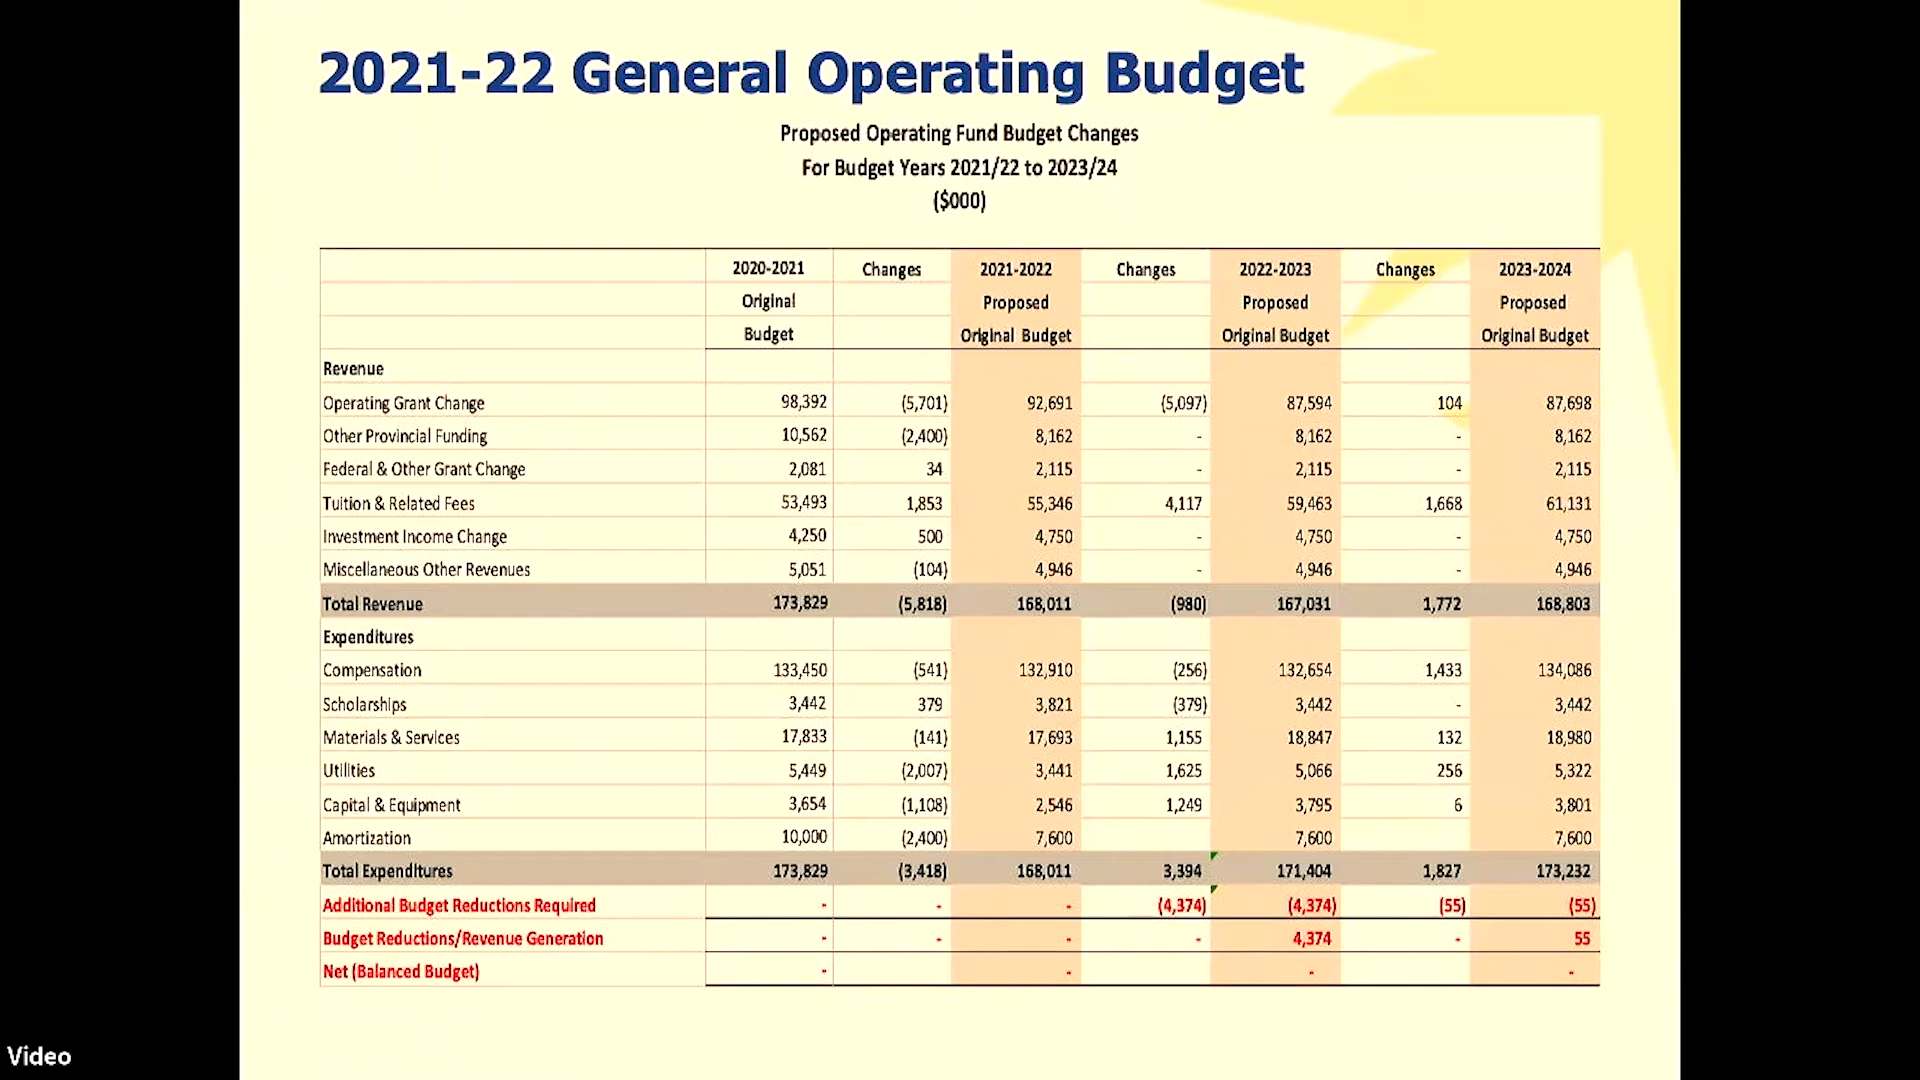 2021-22 General Operating Budget
Proposed Operating Fund Budget Changes
For Budget Years 2021/22 to 2023/24
($000)
2020-2021 Changes 2021-2022 Changes 2022-2023 Changes 2023-2024
Original Proposed Proposed Proposed
Budget Original Budget Original Budget Original Budget
Revenue
Operating Grant Change 98,392 (5,701) 92,691 (5,097) 87,594 104 87,698
Other Provincial Funding 10,562 (2,400) 8,162 - 8,162 - 8,162
Federal & Other Grant Change 2,081 34 2,115 - 2,115 - 2,115
Tuition & Related Fees 53,493 1,853 55,346 4,117 59,463 1,668 61,131
Investment Income Change 4,250 500 4,750 - 4,750 - 4,750
Miscellaneous Other Revenues 5,051 (104) 4,946 - 4,946 - 4,946
Total Revenue 173,829 (5,818) 168,011 (980) 167,031 1,772 168,803
Expenditures
Compensation 133,450 (541) 132,910 (256) 132,654 1,433 134,086
Scholarships 3,442 379 3,821 (379) 3,442 - 3,442
Materials & Services 17,833 (141) 17,693 1,155 18,847 132 18,980
Utilities 5,449 (2,007) 3,441 1,625 5,066 256 5,322
Capital & Equipment 3,654 (1,108) 2,546 1,249 3,795 6 3,801
Amortization 10,000 (2,400) 7,600 7,600 7,600
Total Expenditures 173,829 (3,418) 168,011 3,394 171,404 1,827 173,232
Additional Budget Reductions Required - - - (4,374) (4,374) (55) (55)
Budget Reductions/Revenue Generation - - - - 4,374 - 55
Net (Balanced Budget) - - - -
Video